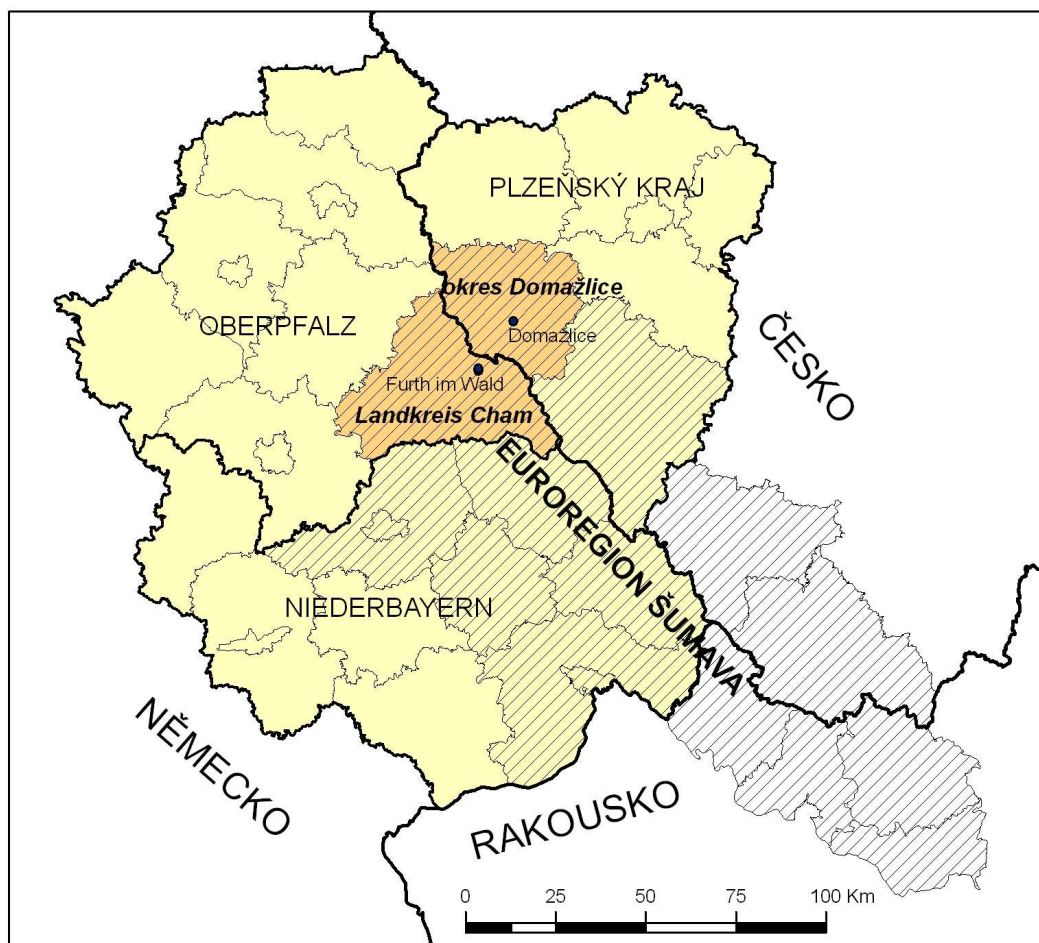 PLZEŇSKÝ KRAJ
okres Domažlice
OBERPFALZ
Domažlice
ČESKO
Furth im Wald
Landkreis Cham
EUROREGION ŠUMAVA
NIEDERBAYERN
NĚMECKO
RAKOUSKO
0 25 50 75 100 Km